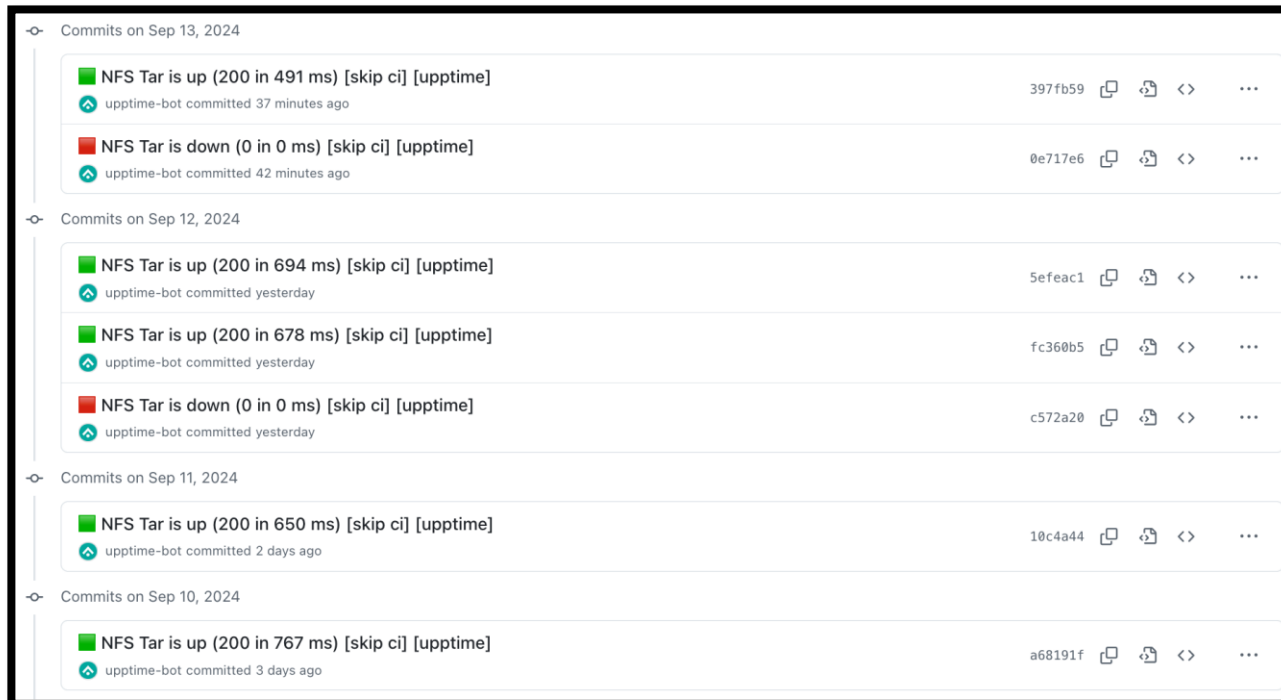 Commits on Sep 13, 2024
NFS Tar is up (200 in 491 ms) [skip ci] [upptime]
upptime-bot committed 37 minutes ago
397fb59
NFS Tar is down (0 in 0 ms) [skip ci] [upptime]
upptime-bot committed 42 minutes ago
0e717e6
Commits on Sep 12, 2024
NFS Tar is up (200 in 694 ms) [skip ci] [upptime]
upptime-bot committed yesterday
5efeac1
NFS Tar is up (200 in 678 ms) [skip ci] [upptime]
upptime-bot committed yesterday
fc360b5
NFS Tar is down (0 in 0 ms) [skip ci] [upptime]
upptime-bot committed yesterday
c572a20
Commits on Sep 11, 2024
NFS Tar is up (200 in 650 ms) [skip ci] [upptime]
upptime-bot committed 2 days ago
10c4a44
Commits on Sep 10, 2024
NFS Tar is up (200 in 767 ms) [skip ci] [upptime]
upptime-bot committed 3 days ago
a68191f